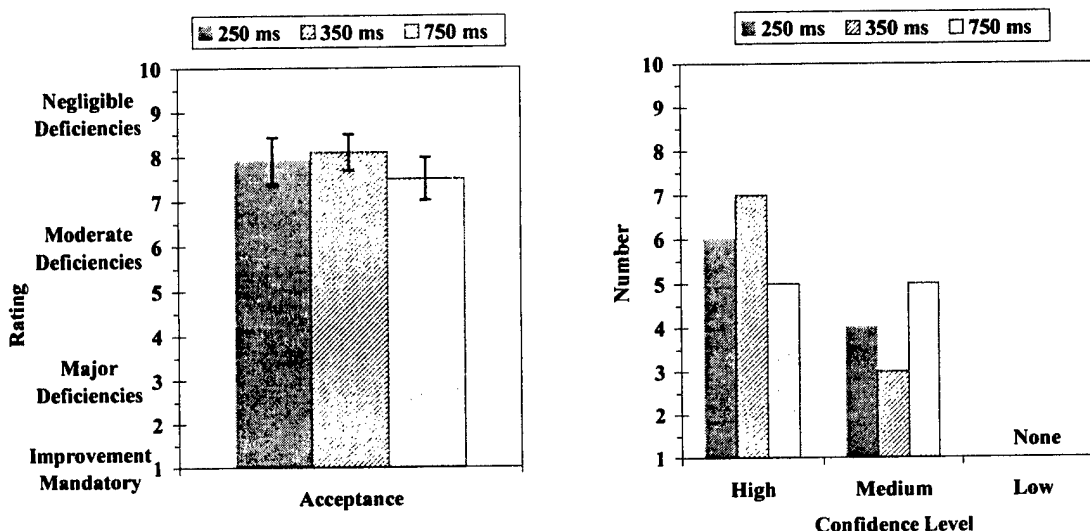 250 ms 350 ms 750 ms
10
Negligible
Deficiencies
9
8
7
Moderate
Deficiencies
6
5
4
Major
Deficiencies
3
2
Improvement
Mandatory
1
Rating
Acceptance
250 ms 350 ms 750 ms
10
9
8
7
6
5
4
3
2
1
Number
None
High Medium Low
Confidence Level